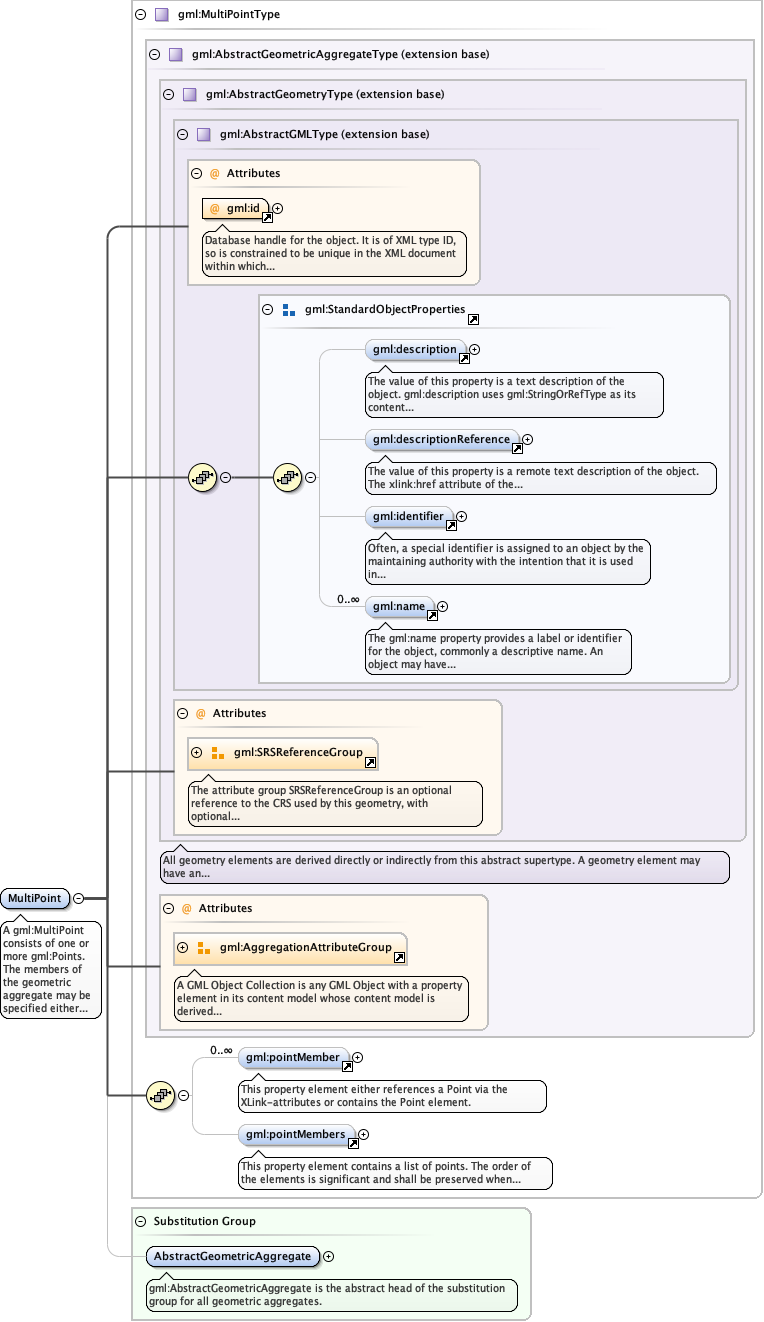 gml:MultiPointType
gml:AbstractGeometricAggregateType (extension base)
gml:AbstractGeometryType (extension base)
gml:AbstractGMLType (extension base)
@ Attributes
@ gml:id
Database handle for the object. It is of XML type ID,
so is constrained to be unique in the XML document
within which...
gml:StandardObjectProperties
gml:description
The value of this property is a text description of the
object. gml:description uses gml:StringOrRefType as its
content...
gml:descriptionReference
The value of this property is a remote text description of the object.
The xlink:href attribute of the...
gml:identifier
Often, a special identifier is assigned to an object by the
maintaining authority with the intention that it is used
in...
0..∞
gml:name
The gml:name property provides a label or identifier
for the object, commonly a descriptive name. An
object may have...
@ Attributes
gml:SRSReferenceGroup
The attribute group SRSReferenceGroup is an optional
reference to the CRS used by this geometry, with
optional...
All geometry elements are derived directly or indirectly from this abstract supertype. A geometry element may
have an...
MultiPoint
A gml:MultiPoint
consists of one or
more gml:Points.
The members of
the geometric
aggregate may be
specified either...
@ Attributes
gml:AggregationAttributeGroup
A GML Object Collection is any GML Object with a property
element in its content model whose content model is
derived...
0..∞
gml:pointMember
This property element either references a Point via the
XLink-attributes or contains the Point element.
gml:pointMembers
This property element contains a list of points. The order of
the elements is significant and shall be preserved when...
Substitution Group
AbstractGeometricAggregate
gml:AbstractGeometricAggregate is the abstract head of the substitution
group for all geometric aggregates.